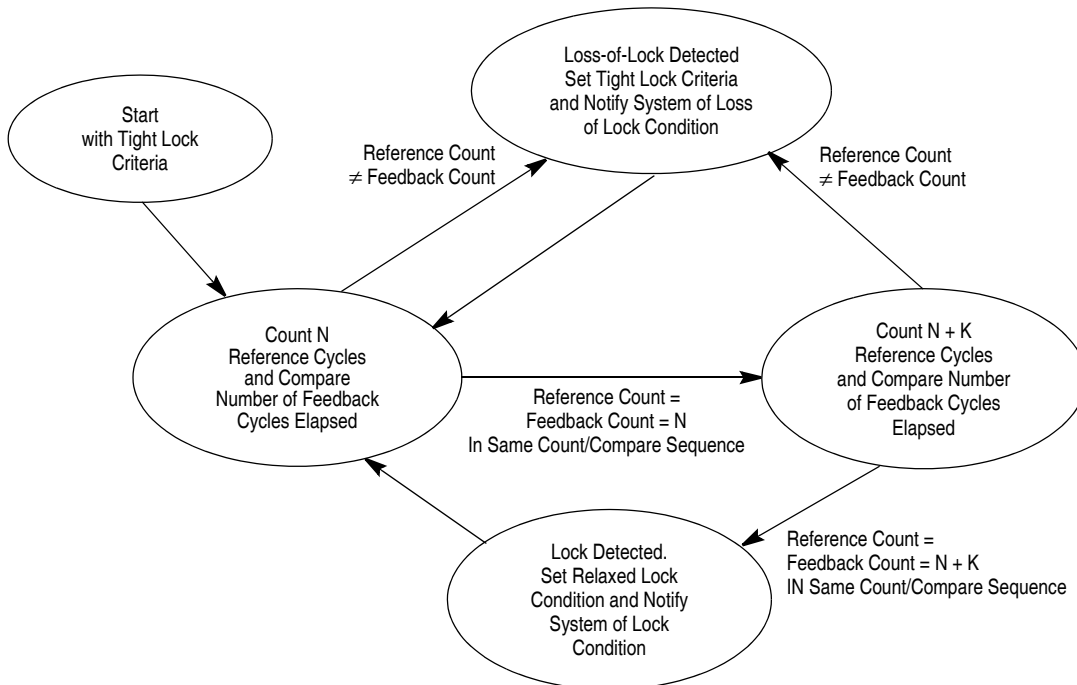 Loss-of-Lock Detected
Set Tight Lock Criteria
and Notify System of Loss
of Lock Condition
Start
with Tight Lock
Criteria
Reference Count
≠ Feedback Count
Reference Count
≠ Feedback Count
Count N
Reference Cycles
and Compare
Number of Feedback
Cycles Elapsed
Count N + K
Reference Cycles
and Compare Number
of Feedback Cycles
Elapsed
Reference Count =
Feedback Count = N
In Same Count/Compare Sequence
Lock Detected.
Set Relaxed Lock
Condition and Notify
System of Lock
Condition
Reference Count =
Feedback Count = N + K
IN Same Count/Compare Sequence